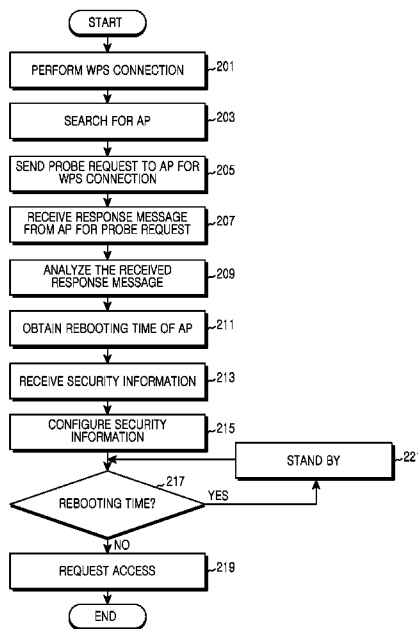 START
PERFORM WPS CONNECTION
201
SEARCH FOR AP
203
SEND PROBE REQUEST TO AP FOR
WPS CONNECTION
205
RECEIVE RESPONSE MESSAGE
FROM AP FOR PROBE REQUEST
207
ANALYZE THE RECEIVED
RESPONSE MESSAGE
209
OBTAIN REBOOTING TIME OF AP
211
RECEIVE SECURITY INFORMATION
213
CONFIGURE SECURITY
INFORMATION
215
STAND BY
221
217
REBOOTING TIME?
YES
NO
REQUEST ACCESS
219
END